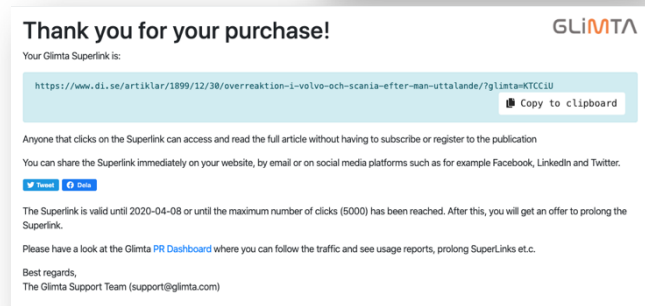 Thank you for your purchase!
GLiMTA
Your Glimta Superlink is:
https://www.di.se/artiklar/1899/12/30/overreaktion-i-volvo-och-scania-efter-man-uttalande/?glimta=KTCCiU
Copy to clipboard
Anyone that clicks on the Superlink can access and read the full article without having to subscribe or register to the publication
You can share the Superlink immediately on your website, by email or on social media platforms such as for example Facebook, LinkedIn and Twitter.
Tweet Dela
The Superlink is valid until 2020-04-08 or until the maximum number of clicks (5000) has been reached. After this, you will get an offer to prolong the
Superlink.
Please have a look at the Glimta PR Dashboard where you can follow the traffic and see usage reports, prolong SuperLinks et.c.
Best regards,
The Glimta Support Team (support@glimta.com)